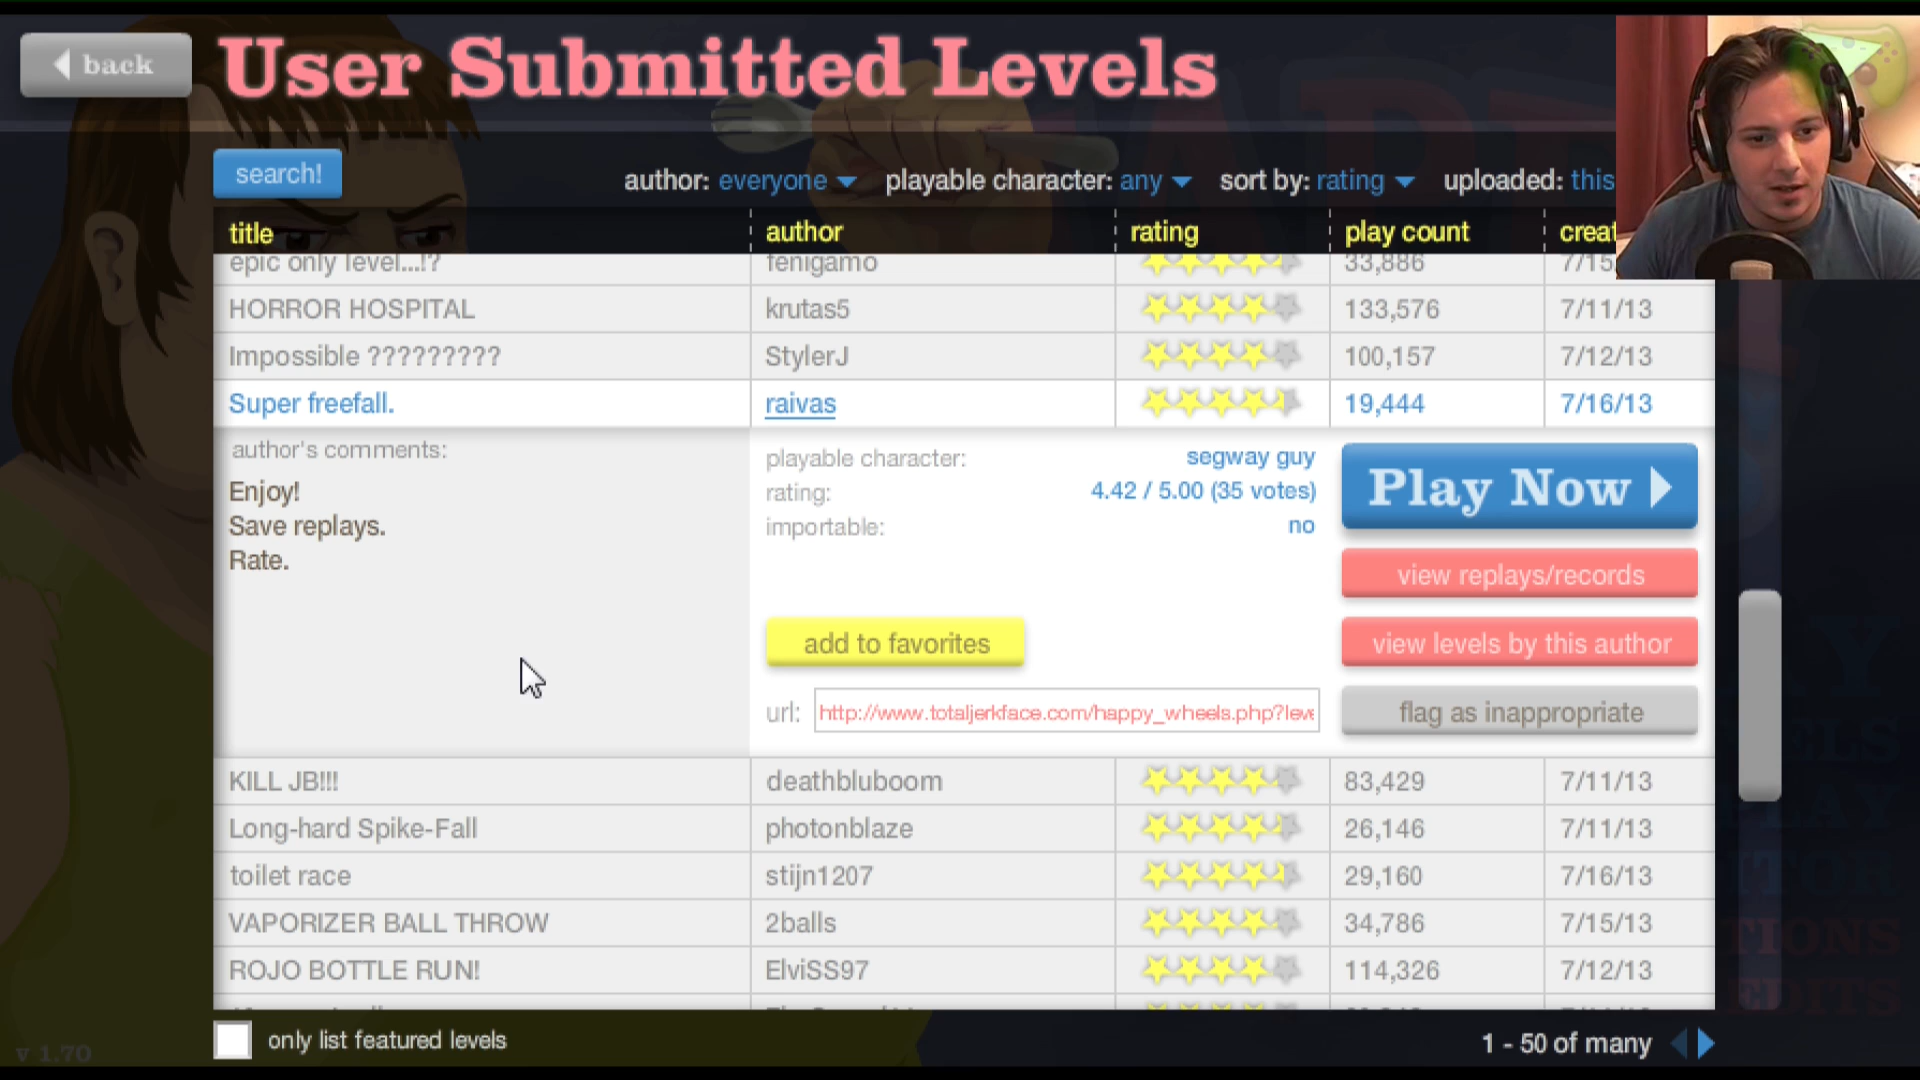 back
User Submitted Levels
search!
author: everyone playable character: any sort by: rating uploaded: this
title author rating play count creat
epic only level...!? fenigamo 33,886 7/15
HORROR HOSPITAL krutas5 133,576 7/11/13
Impossible ????????? StylerJ 100,157 7/12/13
Super freefall. raivas 19,444 7/16/13
author's comments:
Enjoy!
Save replays.
Rate.
playable character: segway guy
rating: 4.42 / 5.00 (35 votes)
importable: no
Play Now
view replays/records
add to favorites
view levels by this author
url: http://www.totaljerkface.com/happy_wheels.php?leve
flag as inappropriate
KILL JB!!! deathbluboom 83,429 7/11/13
Long-hard Spike-Fall photonblaze 26,146 7/11/13
toilet race stijn1207 29,160 7/16/13
VAPORIZER BALL THROW 2balls 34,786 7/15/13
ROJO BOTTLE RUN! ElviSS97 114,326 7/12/13
only list featured levels
1 - 50 of many
v 1.70